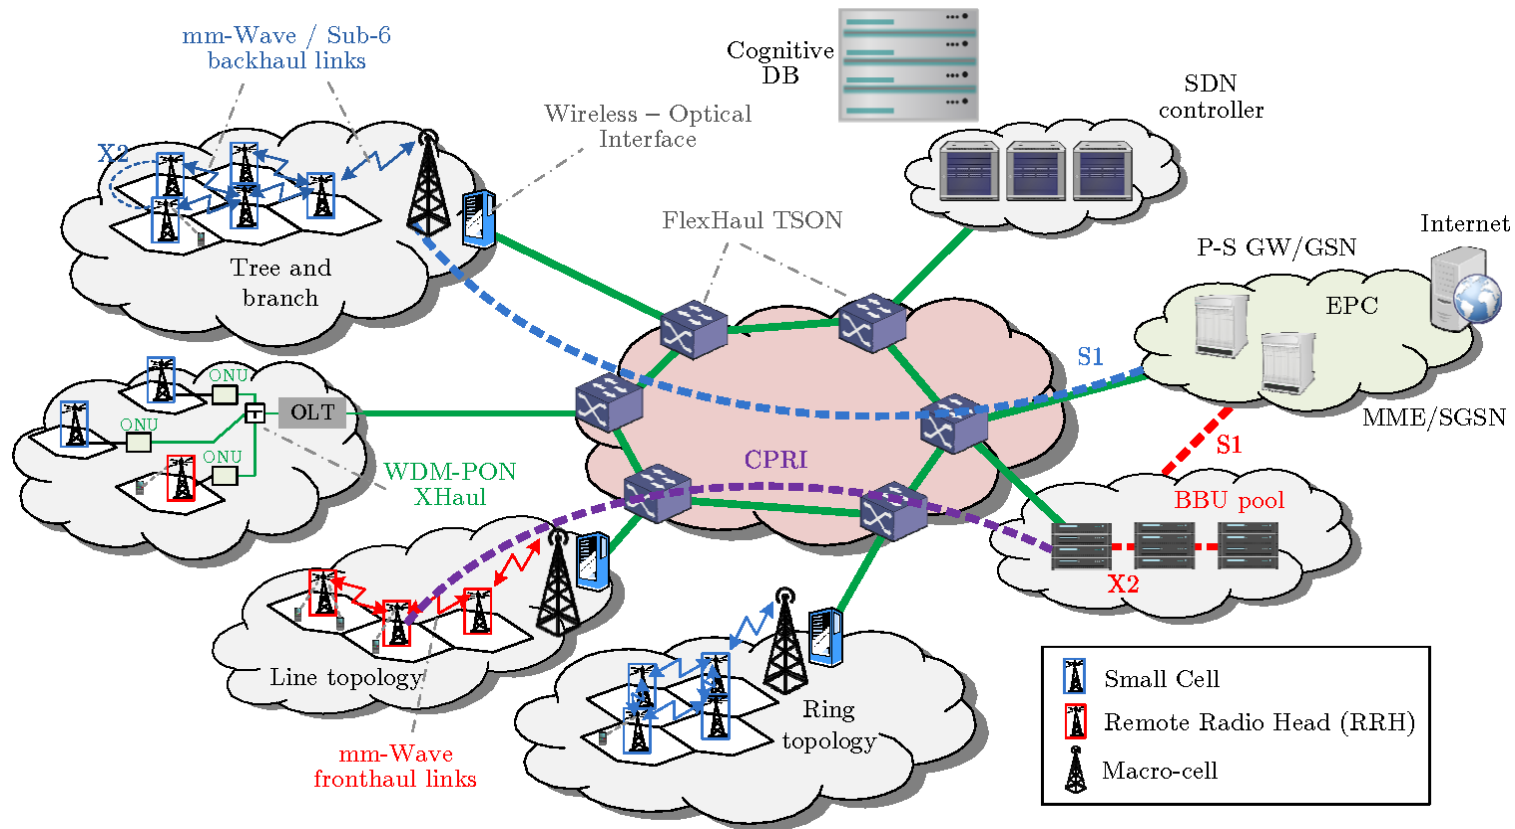 mm-Wave / Sub-6
backhaul links
Cognitive
DB
SDN
controller
Wireless – Optical
Interface
X2
FlexHaul TSON
Internet
P-S GW/GSN
EPC
Tree and
branch
S1
ONU
OLT
ONU
MME/SGSN
ONU
WDM-PON
XHaul
CPRI
S1
BBU pool
X2
Line topology
Ring
topology
mm-Wave
fronthaul links
Small Cell
Remote Radio Head (RRH)
Macro-cell